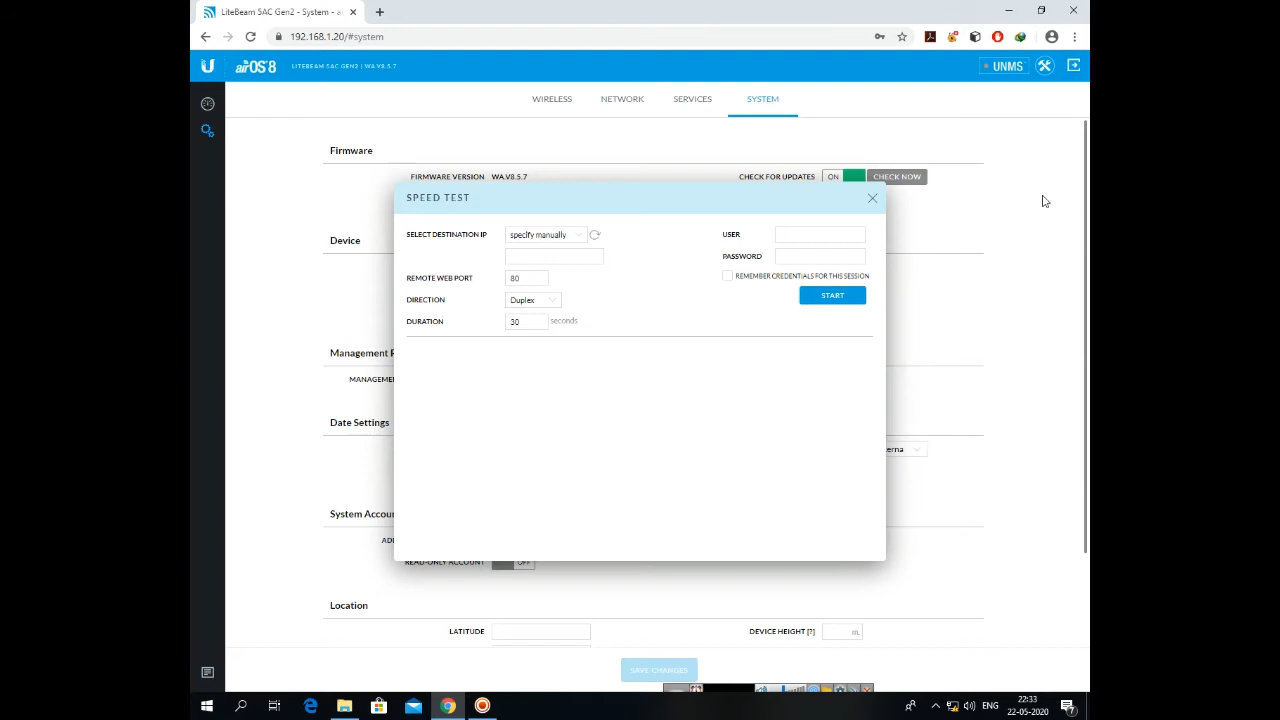 LiteBeam 5AC Gen2 - System - ai
192.168.1.20/#system
airOS 8
LITEBEAM 5AC GEN2 | WA.V8.5.7
UNMS
WIRELESS
NETWORK
SERVICES
SYSTEM
Firmware
FIRMWARE VERSION
WA.V8.5.7
CHECK FOR UPDATES
ON
CHECK NOW
SPEED TEST
SELECT DESTINATION IP
specify manually
USER
PASSWORD
REMOTE WEB PORT
80
REMEMBER CREDENTIALS FOR THIS SESSION
DIRECTION
Duplex
START
DURATION
30
seconds
Device
Management P
MANAGEME
Date Settings
erna
System Accou
AD
READ-ONLY ACCOUNT
OFF
Location
LATITUDE
DEVICE HEIGHT [?]
m.
SAVE CHANGES
ENG
22:33
22-05-2020
7